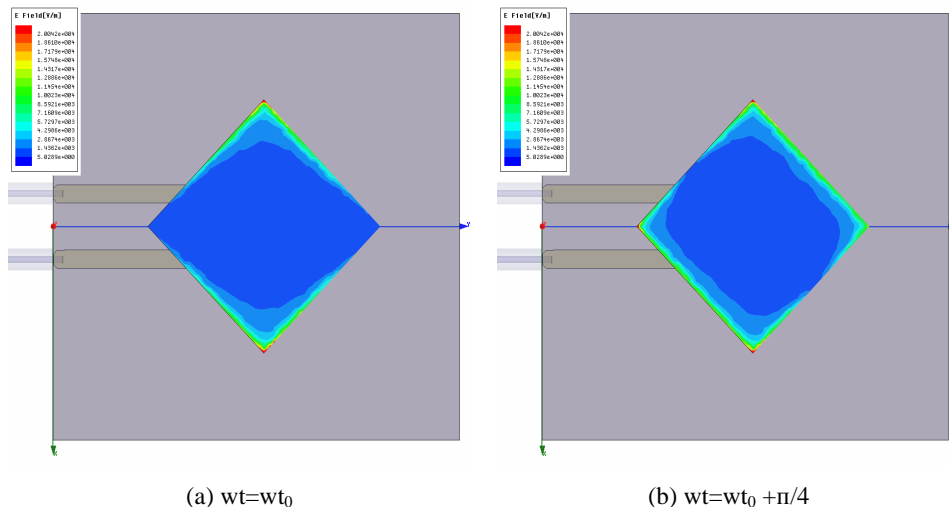 E Field[V/m]
2.0042e+004
1.8610e+004
1.7179e+004
1.5748e+004
1.4317e+004
1.2886e+004
1.1454e+004
1.0023e+004
8.5921e+003
7.1609e+003
5.7297e+003
4.2986e+003
2.8674e+003
1.4362e+003
5.0289e+000
Y
X
E Field[V/m]
2.0042e+004
1.8610e+004
1.7179e+004
1.5748e+004
1.4317e+004
1.2886e+004
1.1454e+004
1.0023e+004
8.5921e+003
7.1609e+003
5.7297e+003
4.2986e+003
2.8674e+003
1.4362e+003
5.0289e+000
X
(a) wt=wt₀
(b) wt=wt₀ +π/4